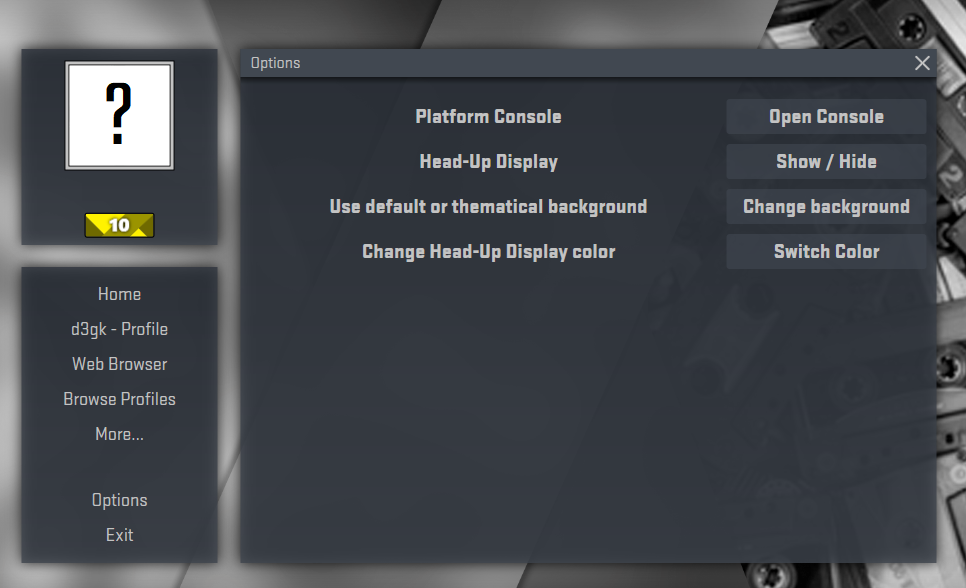 ?
10
Home
d3gk - Profile
Web Browser
Browse Profiles
More...
Options
Exit
Options
Platform Console Open Console
Head-Up Display Show / Hide
Use default or thematical background Change background
Change Head-Up Display color Switch Color